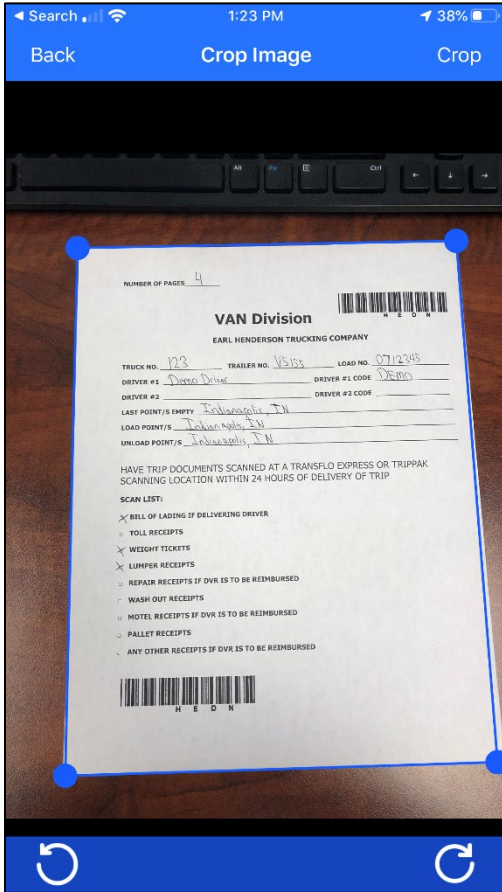 Search 1:23 PM 38%
Back Crop Image Crop
Alt Fn Ctrl
NUMBER OF PAGES 4
VAN Division
H E D N
EARL HENDERSON TRUCKING COMPANY
TRUCK NO. 123 TRAILER NO. VS155 LOAD NO. 0712345
DRIVER #1 Demo Driver DRIVER #1 CODE DEMO
DRIVER #2 DRIVER #2 CODE
LAST POINT/S EMPTY Indianapolis, IN
LOAD POINT/S Indianapolis, IN
UNLOAD POINT/S Indianapolis, IN
HAVE TRIP DOCUMENTS SCANNED AT A TRANSFLO EXPRESS OR TRIPPAK
SCANNING LOCATION WITHIN 24 HOURS OF DELIVERY OF TRIP
SCAN LIST:
BILL OF LADING IF DELIVERING DRIVER
TOLL RECEIPTS
WEIGHT TICKETS
LUMPER RECEIPTS
REPAIR RECEIPTS IF DVR IS TO BE REIMBURSED
WASH OUT RECEIPTS
MOTEL RECEIPTS IF DVR IS TO BE REIMBURSED
PALLET RECEIPTS
ANY OTHER RECEIPTS IF DVR IS TO BE REIMBURSED
H E D N